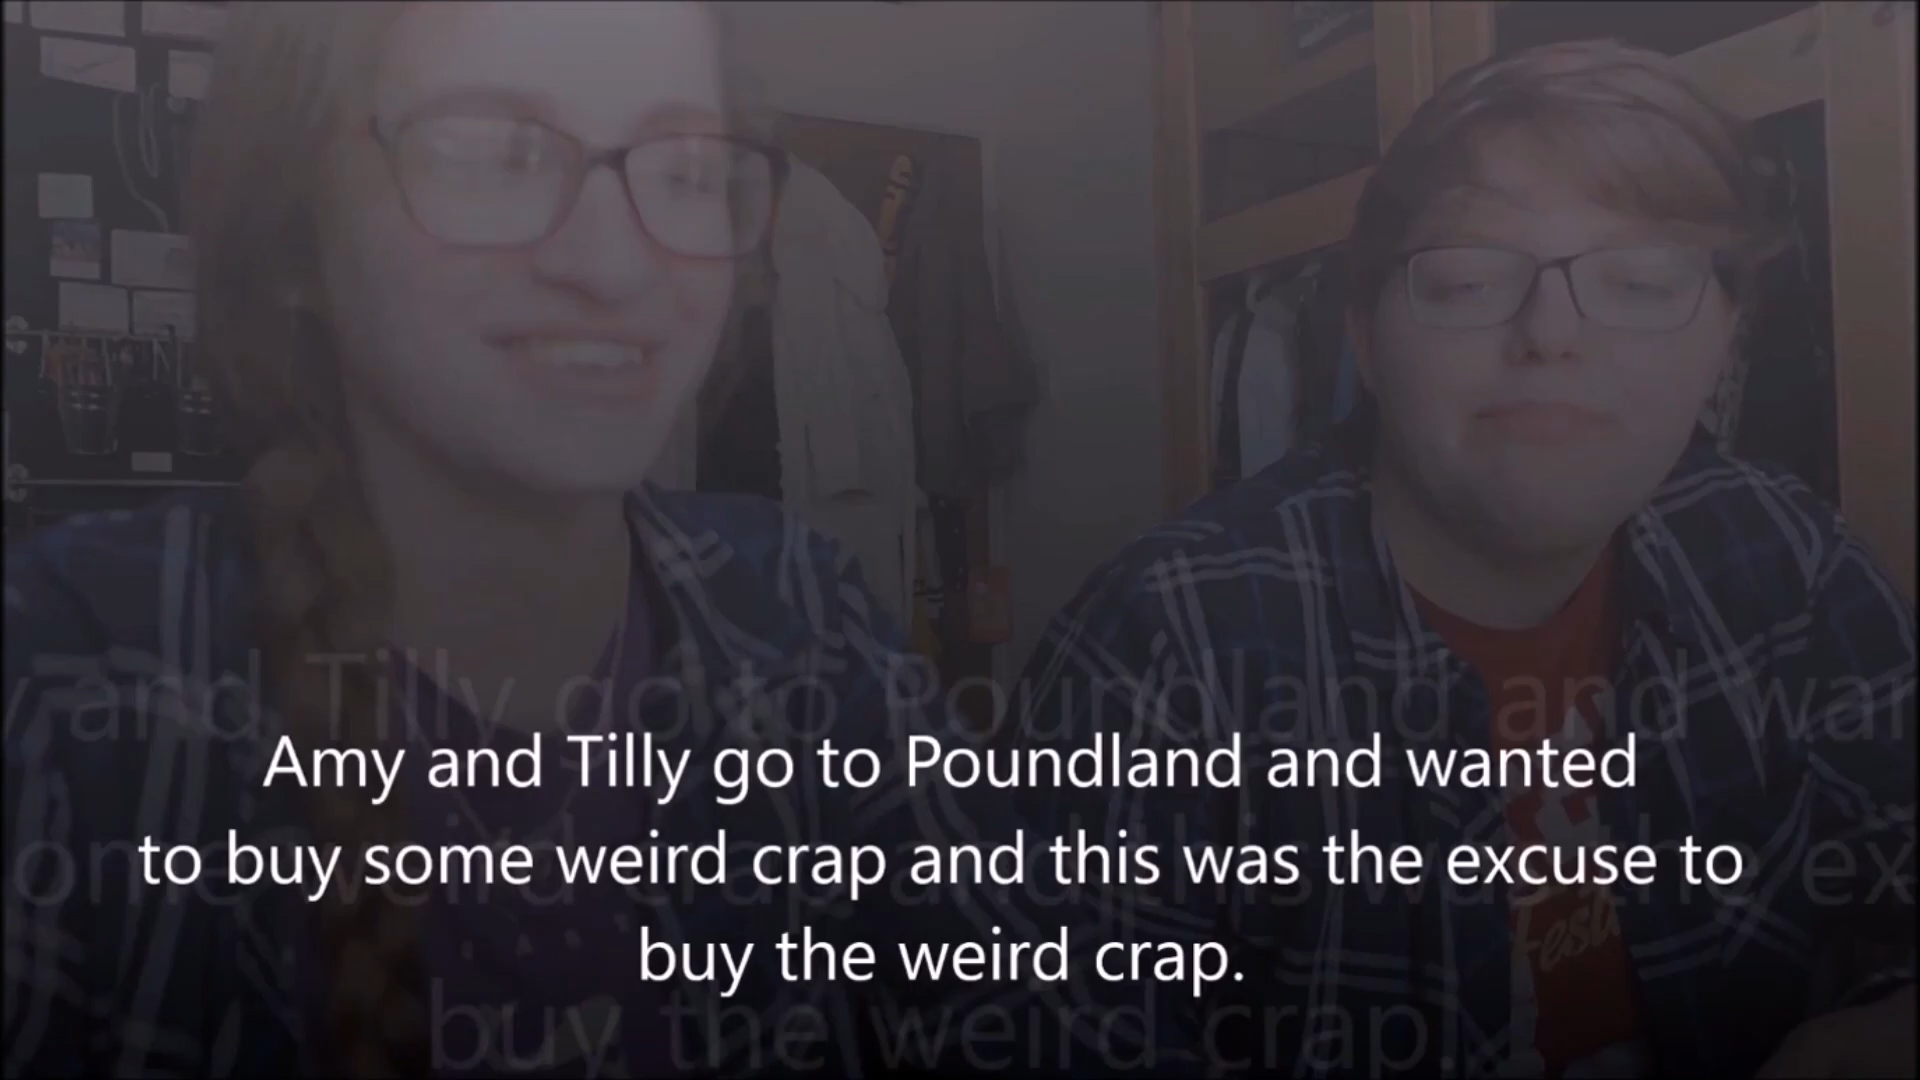 Amy and Tilly go to Poundland and wanted
to buy some weird crap and this was the excuse to
buy the weird crap.